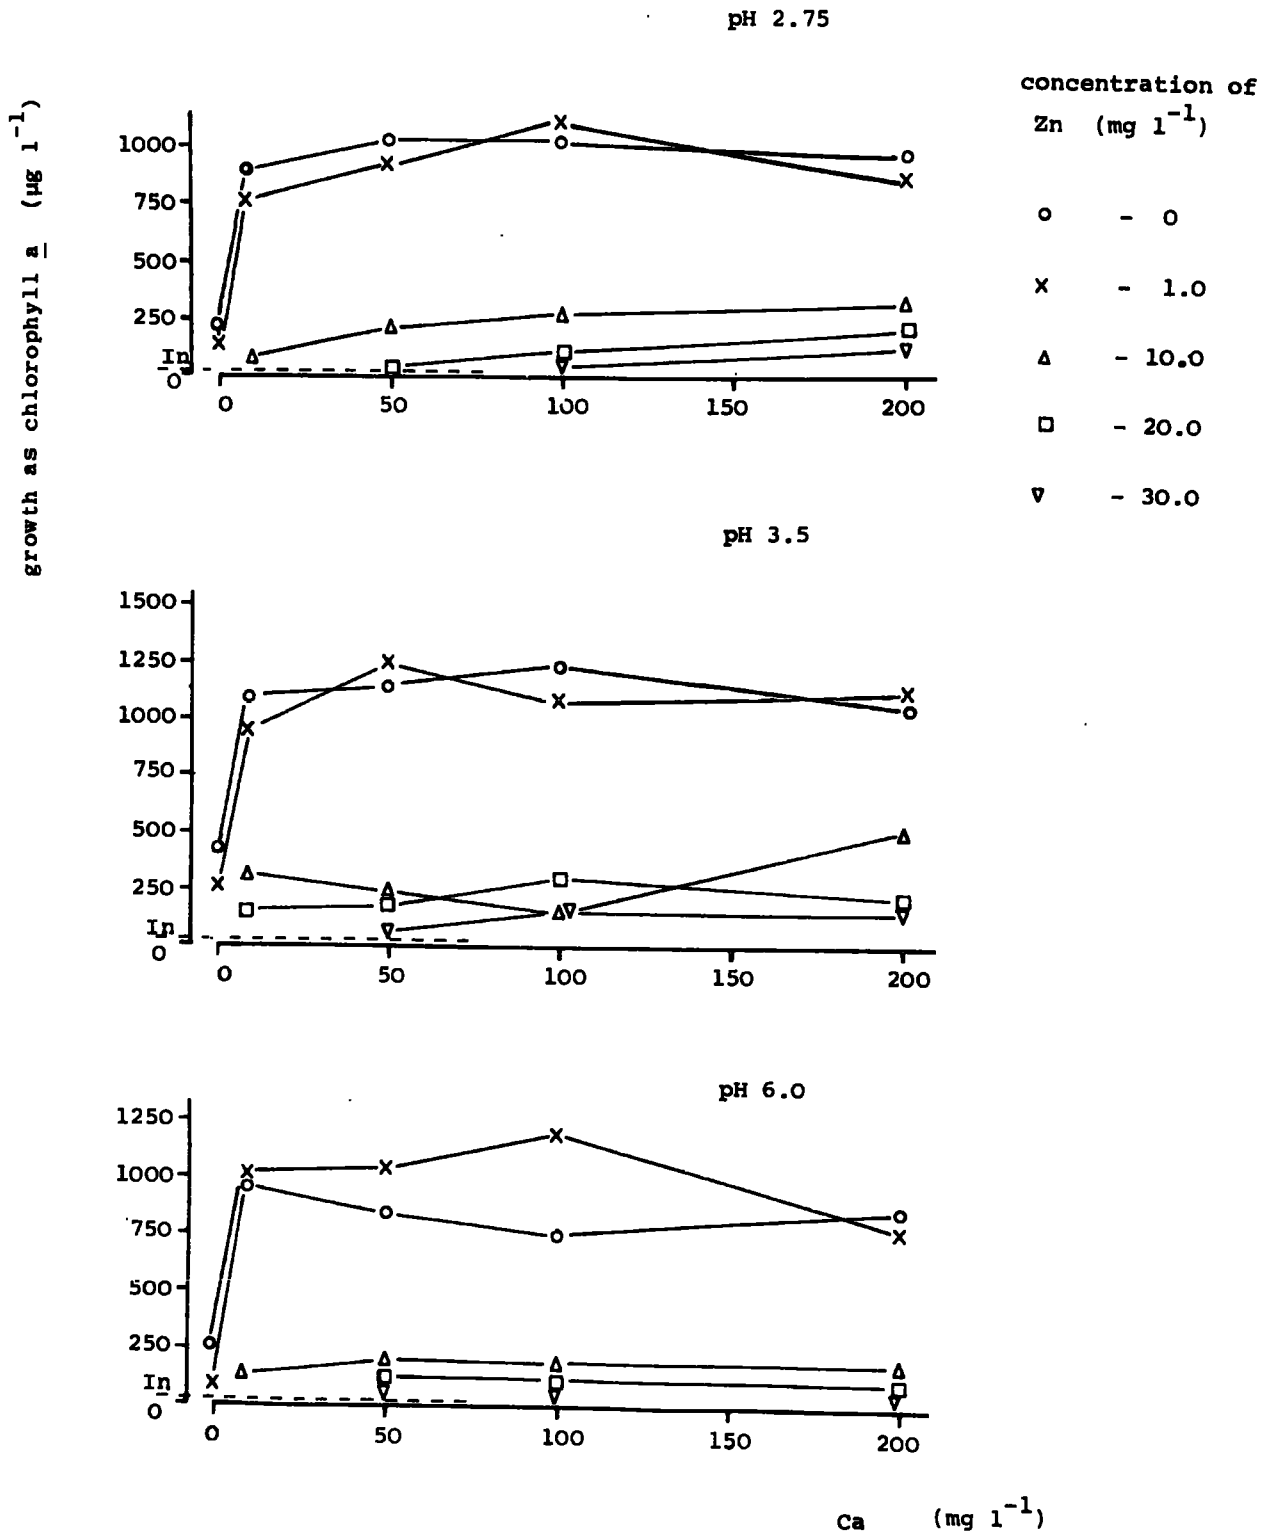 pH 2.75
concentration of
Zn (mg l⁻¹)
o - 0
x - 1.0
△ - 10.0
□ - 20.0
▽ - 30.0
growth as chlorophyll a (µg l⁻¹)
1000
750
500
250
In
0
0 50 100 150 200
pH 3.5
1500
1250
1000
750
500
250
In
0
0 50 100 150 200
pH 6.0
1250
1000
750
500
250
In
0
0 50 100 150 200
Ca (mg l⁻¹)